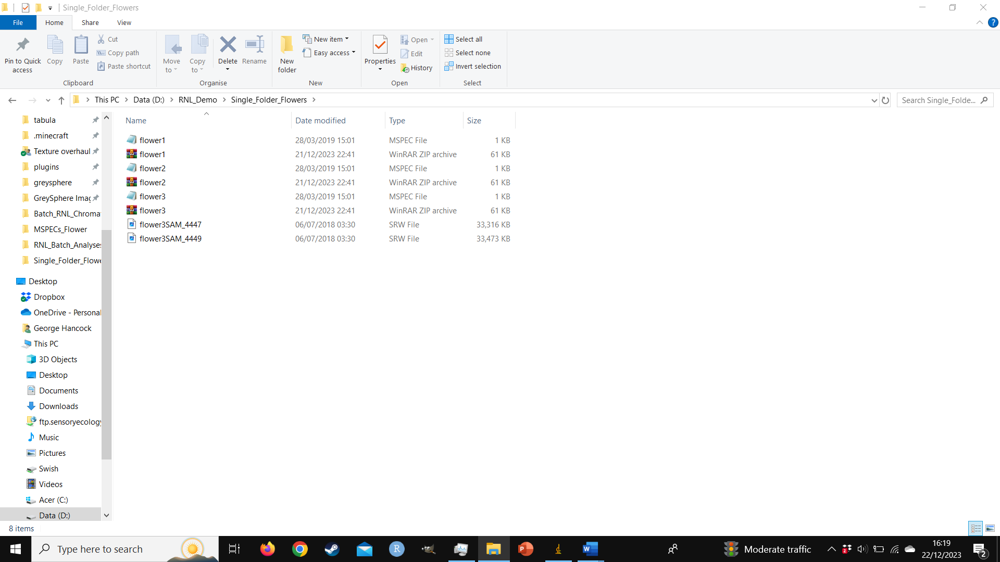 Single_Folder_Flowers
File Home Share View
Pin to Quick access
Copy
Paste
Cut
Copy path
Paste shortcut
Clipboard
Move to
Copy to
Delete
Rename
Organise
New folder
New item
Easy access
New
Properties
Open
Edit
History
Open
Select all
Select none
Invert selection
Select
This PC > Data (D:) > RNL_Demo > Single_Folder_Flowers >
Search Single_Folde...
tabula
.minecraft
Texture overhaul
plugins
greysphere
GreySphere Imag
Batch_RNL_Chroma
MSPECs_Flower
RNL_Batch_Analyses
Single_Folder_Flowe
Desktop
Dropbox
OneDrive - Personal
George Hancock
This PC
3D Objects
Desktop
Documents
Downloads
ftp.sensoryecology
Music
Pictures
Swish
Videos
Acer (C:)
Data (D:)
Name Date modified Type Size
flower1 28/03/2019 15:01 MSPEC File 1 KB
flower1 21/12/2023 22:41 WinRAR ZIP archive 61 KB
flower2 28/03/2019 15:01 MSPEC File 1 KB
flower2 21/12/2023 22:41 WinRAR ZIP archive 61 KB
flower3 28/03/2019 15:01 MSPEC File 1 KB
flower3 21/12/2023 22:41 WinRAR ZIP archive 61 KB
flower3SAM_4447 06/07/2018 03:30 SRW File 33,316 KB
flower3SAM_4449 06/07/2018 03:30 SRW File 33,473 KB
8 items
Type here to search
Moderate traffic
16:19
22/12/2023
2